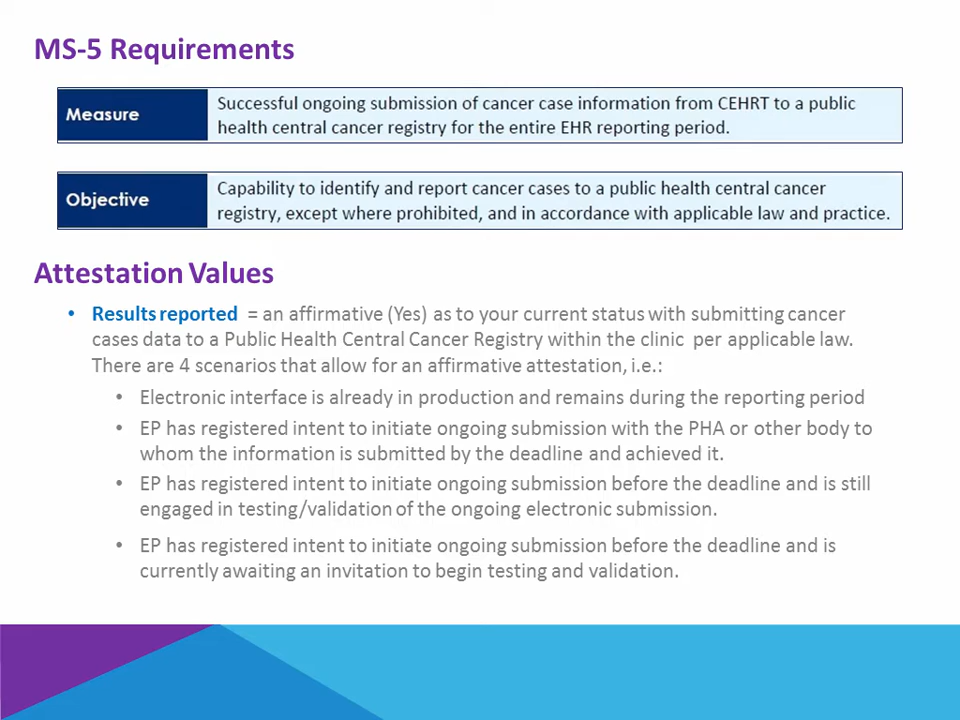 MS-5 Requirements
Measure
Successful ongoing submission of cancer case information from CEHRT to a public
health central cancer registry for the entire EHR reporting period.
Objective
Capability to identify and report cancer cases to a public health central cancer
registry, except where prohibited, and in accordance with applicable law and practice.
Attestation Values
• Results reported = an affirmative (Yes) as to your current status with submitting cancer
cases data to a Public Health Central Cancer Registry within the clinic per applicable law.
There are 4 scenarios that allow for an affirmative attestation, i.e.:
• Electronic interface is already in production and remains during the reporting period
• EP has registered intent to initiate ongoing submission with the PHA or other body to
whom the information is submitted by the deadline and achieved it.
• EP has registered intent to initiate ongoing submission before the deadline and is still
engaged in testing/validation of the ongoing electronic submission.
• EP has registered intent to initiate ongoing submission before the deadline and is
currently awaiting an invitation to begin testing and validation.